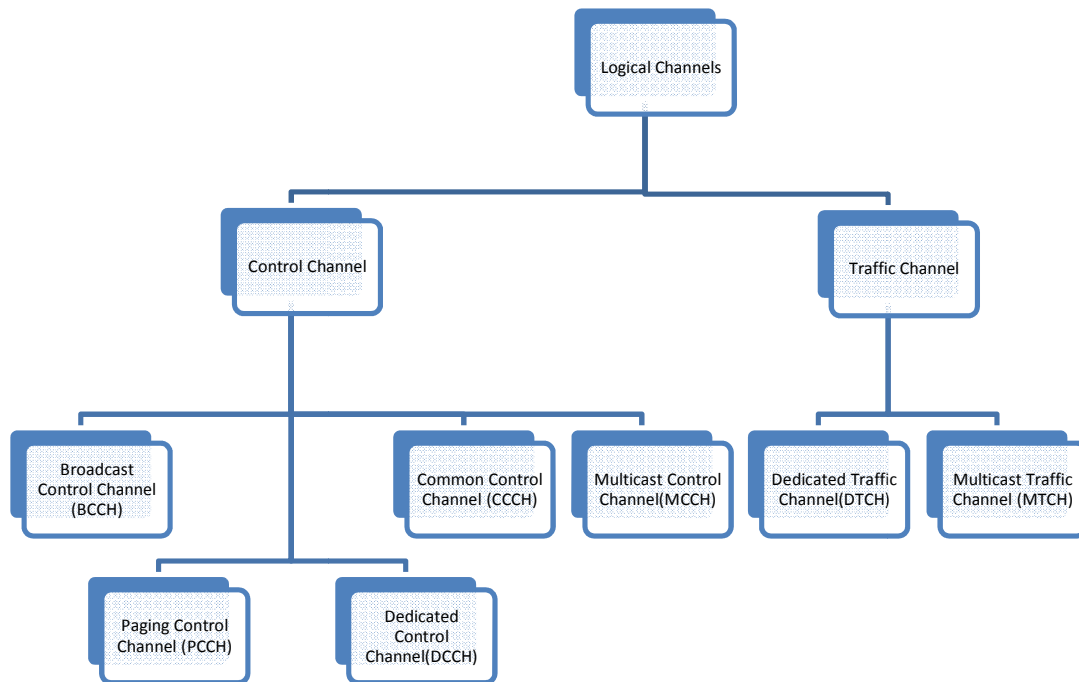 Logical Channels
Control Channel
Traffic Channel
Broadcast
Control Channel
(BCCH)
Common Control
Channel (CCCH)
Multicast Control
Channel(MCCH)
Dedicated Traffic
Channel(DTCH)
Multicast Traffic
Channel (MTCH)
Paging Control
Channel (PCCH)
Dedicated
Control
Channel(DCCH)